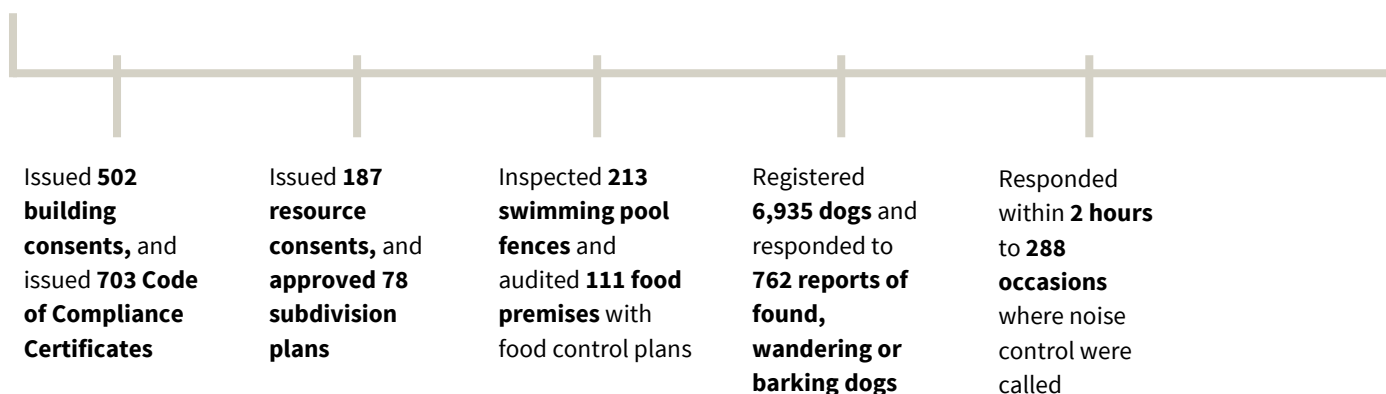 Issued 502
building
consents, and
issued 703 Code
of Compliance
Certificates
Issued 187
resource
consents, and
approved 78
subdivision
plans
Inspected 213
swimming pool
fences and
audited 111 food
premises with
food control plans
Registered
6,935 dogs and
responded to
762 reports of
found,
wandering or
barking dogs
Responded
within 2 hours
to 288
occasions
where noise
control were
called